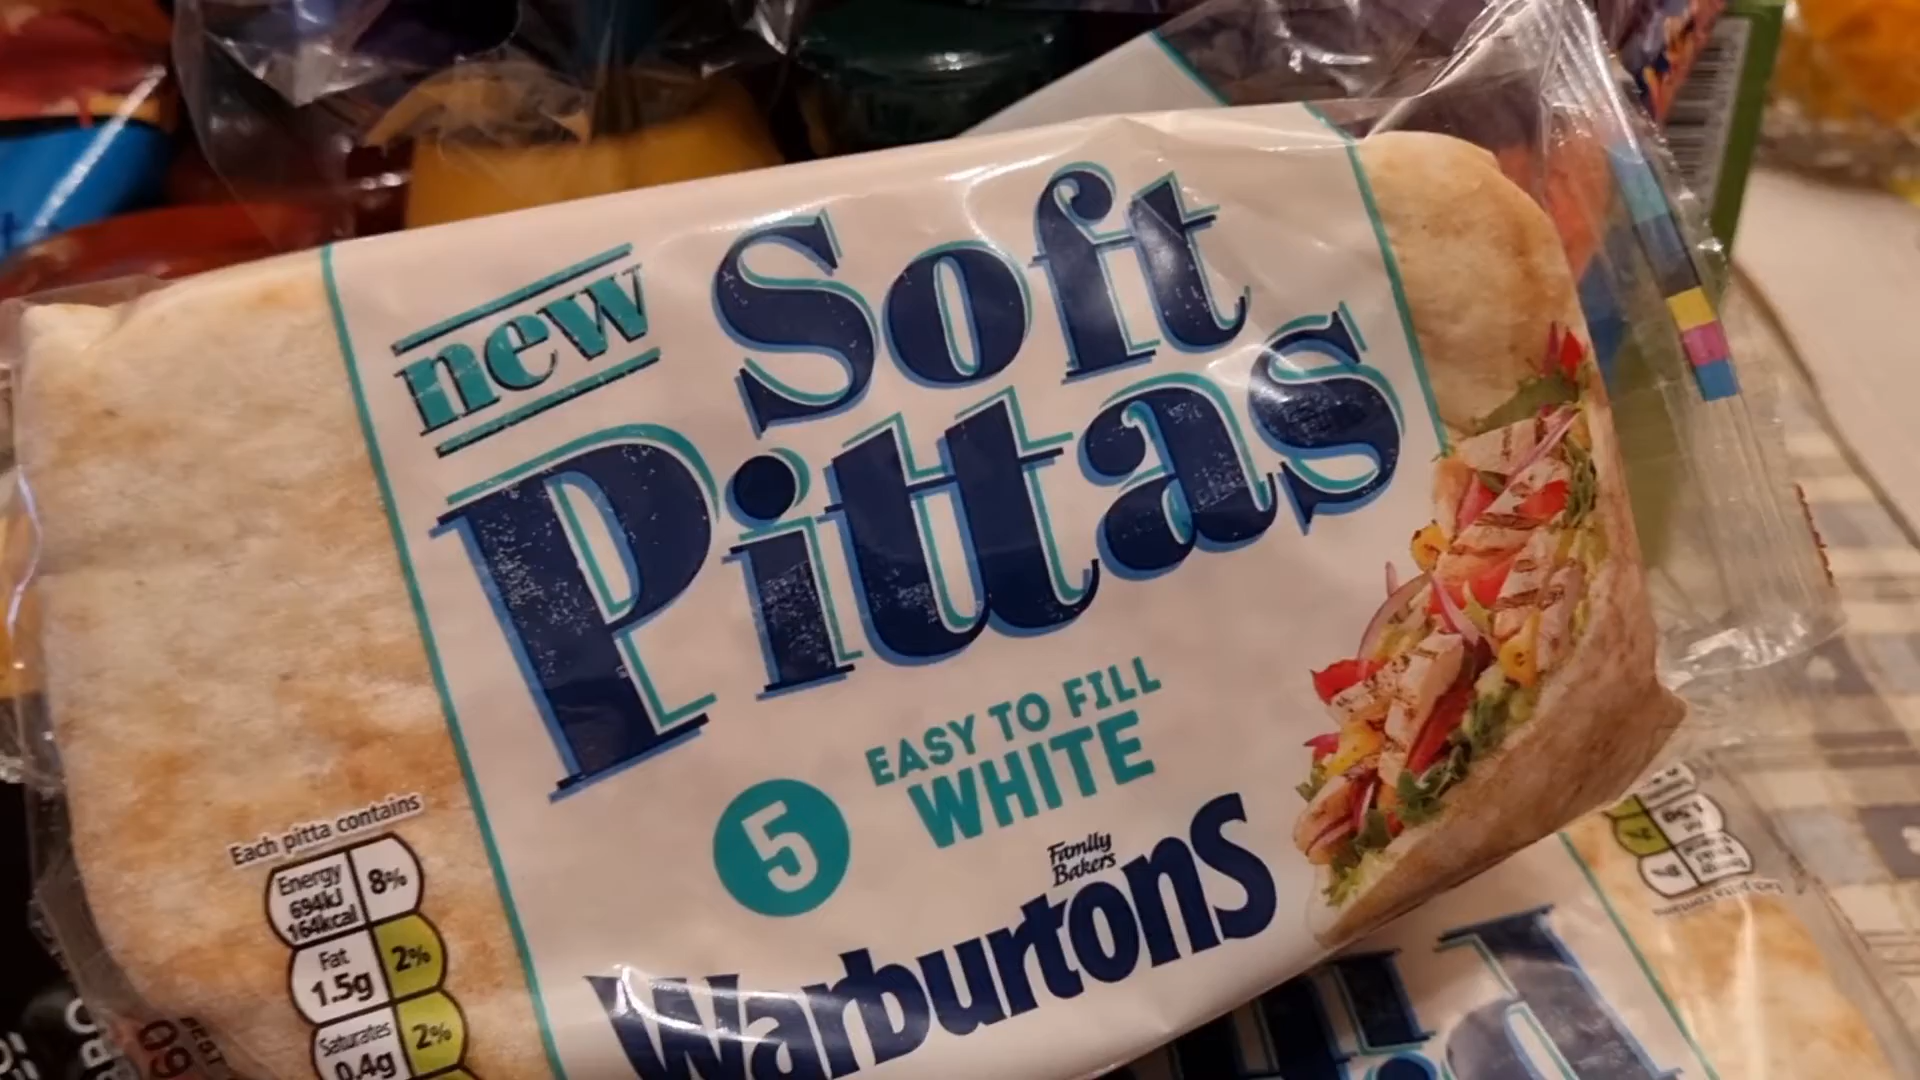 new Soft
Pittas
5
EASY TO FILL
WHITE
Family
Bakers
Warburtons
Each pitta contains
Energy
694kJ
164kcal
8%
Fat
1.5g
2%
Saturates
0.4g
2%